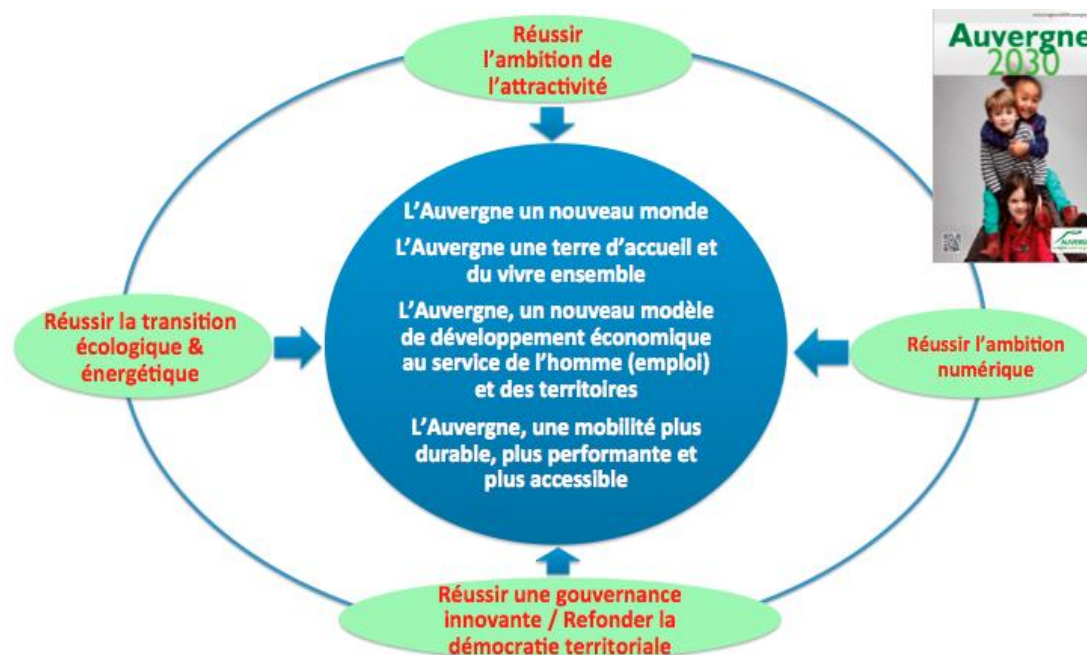 Réussir
l'ambition de
l'attractivité
Auvergne
2030
AUVERGNE
L'Auvergne un nouveau monde
L'Auvergne une terre d'accueil et
du vivre ensemble
L'Auvergne, un nouveau modèle
de développement économique
au service de l'homme (emploi)
et des territoires
L'Auvergne, une mobilité plus
durable, plus performante et
plus accessible
Réussir la transition
écologique &
énergétique
Réussir l'ambition
numérique
Réussir une gouvernance
innovante / Refonder la
démocratie territoriale